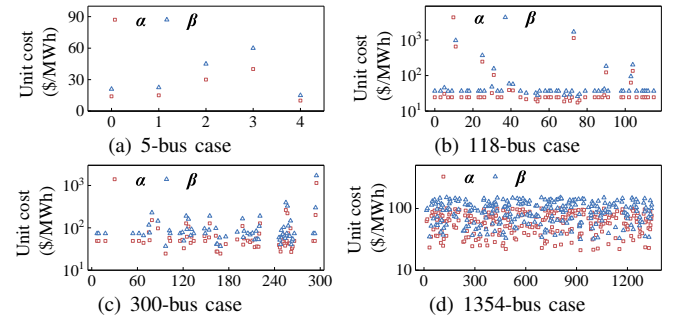 90
60
30
0
Unit cost
($/MWh)
α β
0 1 2 3 4
(a) 5-bus case
10³
10²
10¹
Unit cost
($/MWh)
α β
0 20 40 60 80 100
(b) 118-bus case
10³
10²
10¹
Unit cost
($/MWh)
α β
0 60 120 180 240 300
(c) 300-bus case
100
10
Unit cost
($/MWh)
α β
0 300 600 900 1200
(d) 1354-bus case